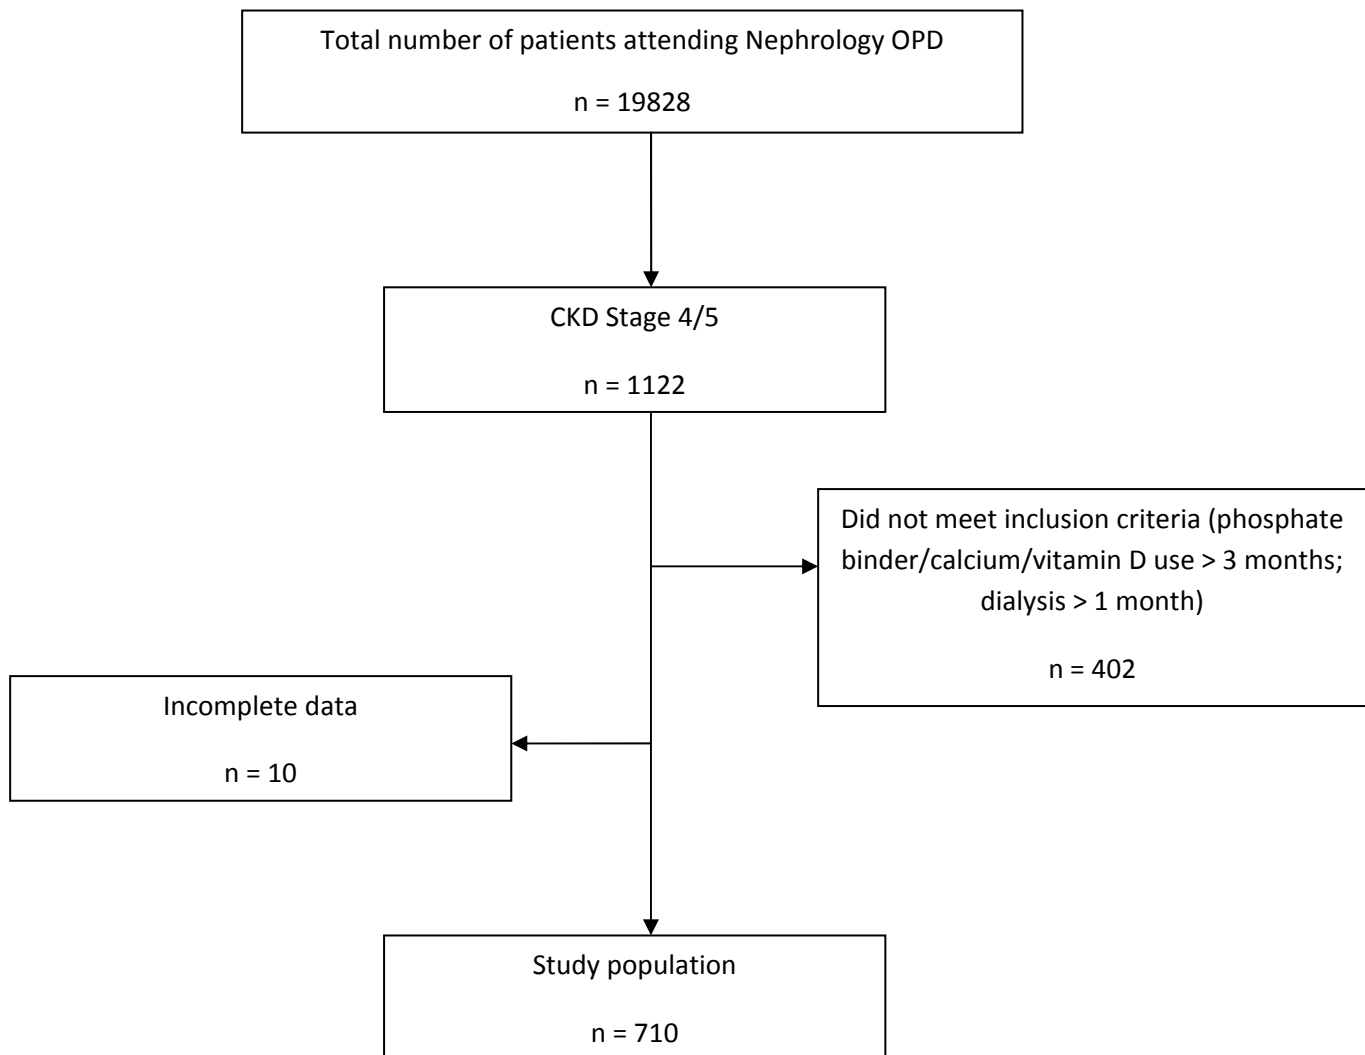 Total number of patients attending Nephrology OPD
n = 19828
CKD Stage 4/5
n = 1122
Did not meet inclusion criteria (phosphate
binder/calcium/vitamin D use > 3 months;
dialysis > 1 month)
n = 402
Incomplete data
n = 10
Study population
n = 710